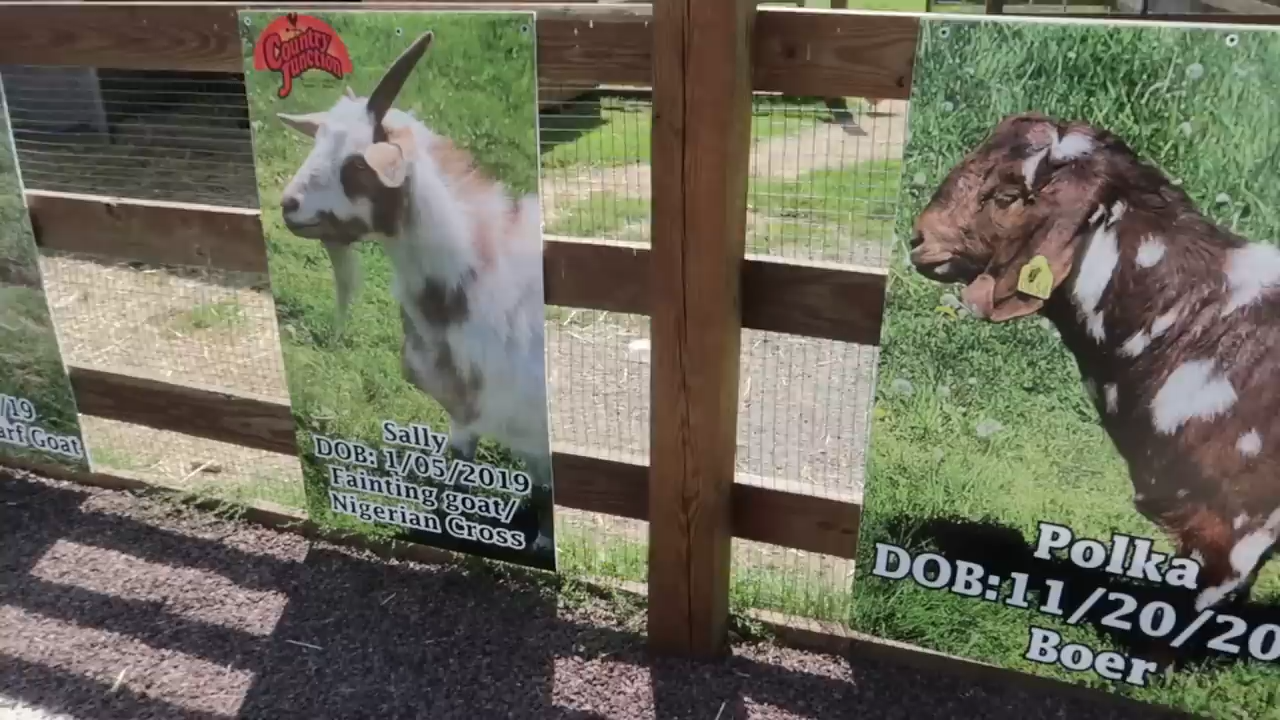 /19
arf Goat
Country
Junction
Sally
DOB: 1/05/2019
Fainting goat/
Nigerian Cross
Polka
DOB:11/20/20
Boer